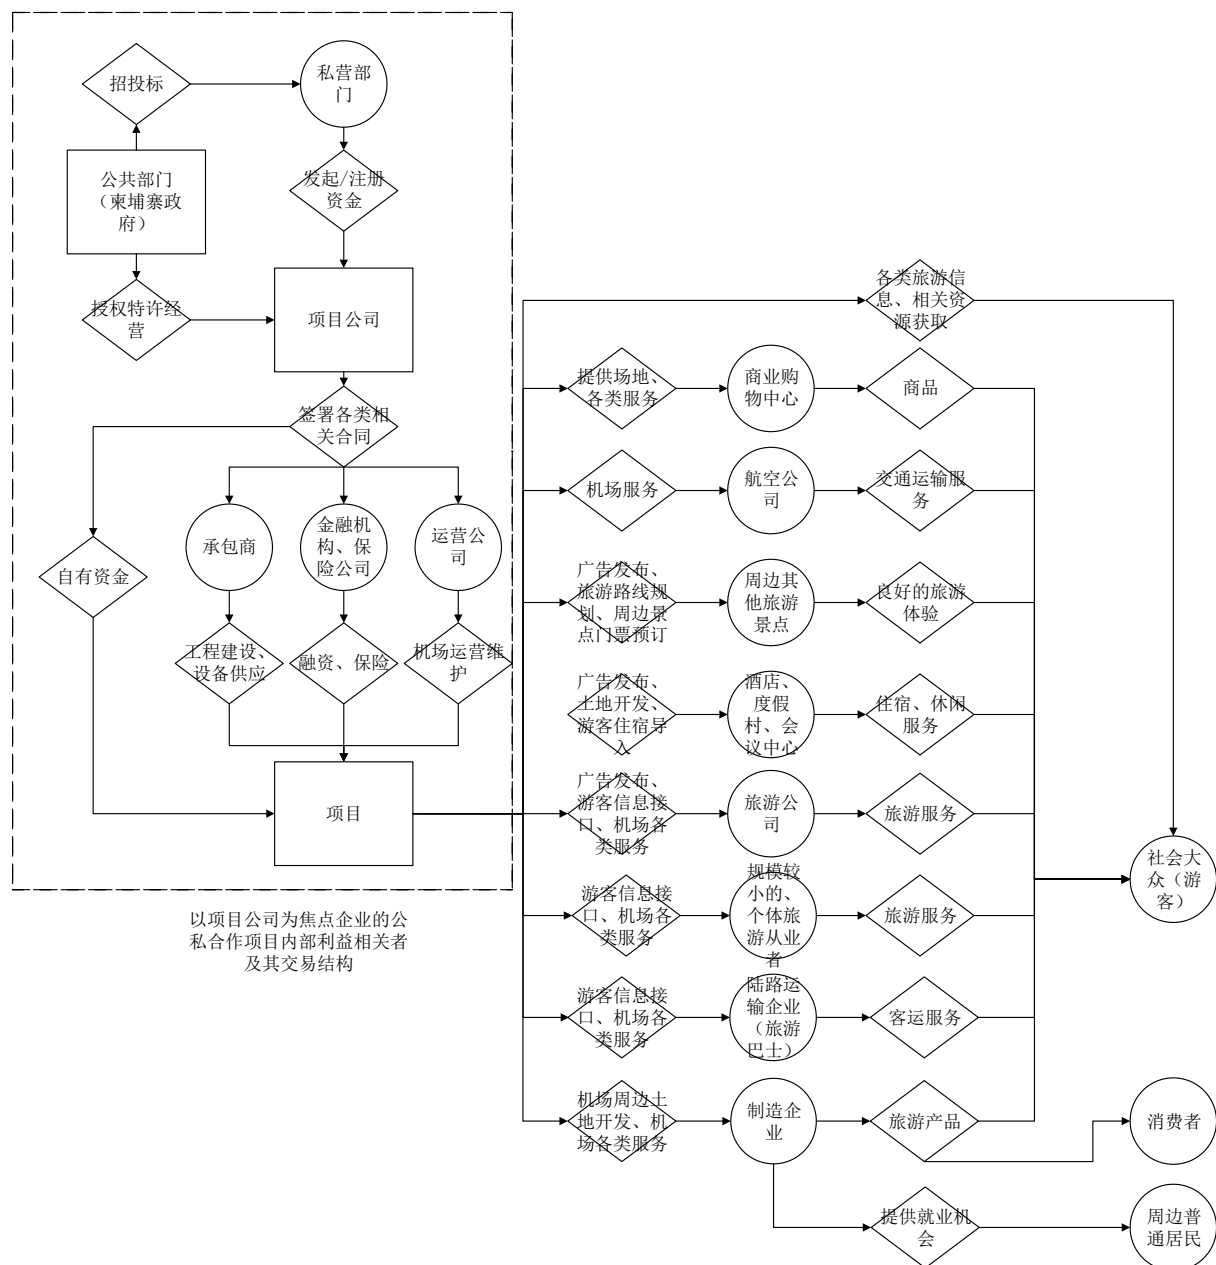 招投标
私营部
门
公共部门
（柬埔寨政
府）
发起/注册
资金
授权特许经
营
项目公司
签署各类相
关合同
自有资金
承包商
金融机
构、保
险公司
运营公
司
工程建设、
设备供应
融资、保险
机场运营维
护
项目
以项目公司为焦点企业的公
私合作项目内部利益相关者
及其交易结构
各类旅游信
息、相关资
源获取
提供场地、
各类服务
商业购
物中心
商品
机场服务
航空公
司
交通运输服
务
广告发布、
旅游路线规
划、周边景
点门票预订
周边其
他旅游
景点
良好的旅游
体验
广告发布、
土地开发、
游客住宿导
入
酒店、
度假
村、会
议中心
住宿、休闲
服务
广告发布、
游客信息接
口、机场各
类服务
旅游公
司
旅游服务
游客信息接
口、机场各
类服务
规模较
小的、
个体旅
游从业
者
旅游服务
游客信息接
口、机场各
类服务
陆路运
输企业
（旅游
巴士）
客运服务
机场周边土
地开发、机
场各类服务
制造企
业
旅游产品
提供就业机
会
社会大
众（游
客）
消费者
周边普
通居民